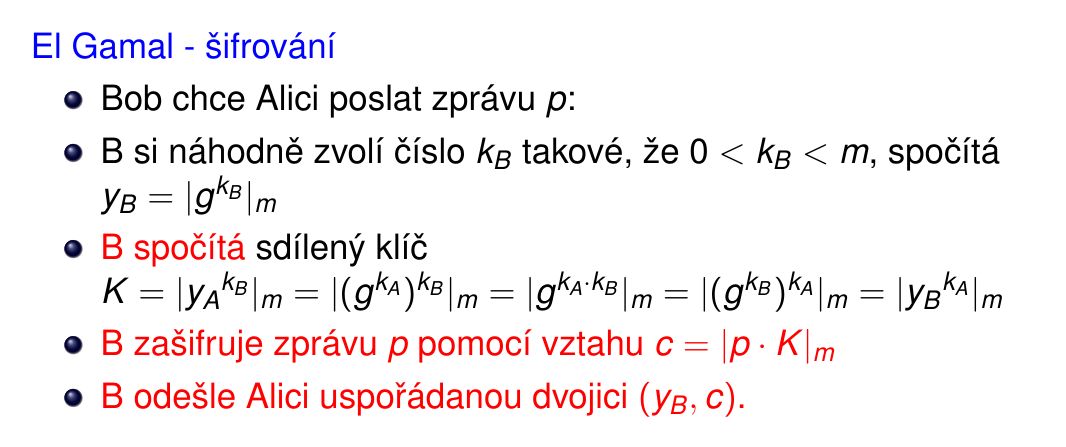 El Gamal - šifrování
Bob chce Alici poslat zprávu p:
B si náhodně zvolí číslo k_B takové, že 0 < k_B < m, spočítá
y_B = |g^{k_B}|_m
B spočítá sdílený klíč
K = |y_A^{k_B}|_m = |(g^{k_A})^{k_B}|_m = |g^{k_A·k_B}|_m = |(g^{k_B})^{k_A}|_m = |y_B^{k_A}|_m
B zašifruje zprávu p pomocí vztahu c = |p · K|_m
B odešle Alici uspořádanou dvojici (y_B, c).